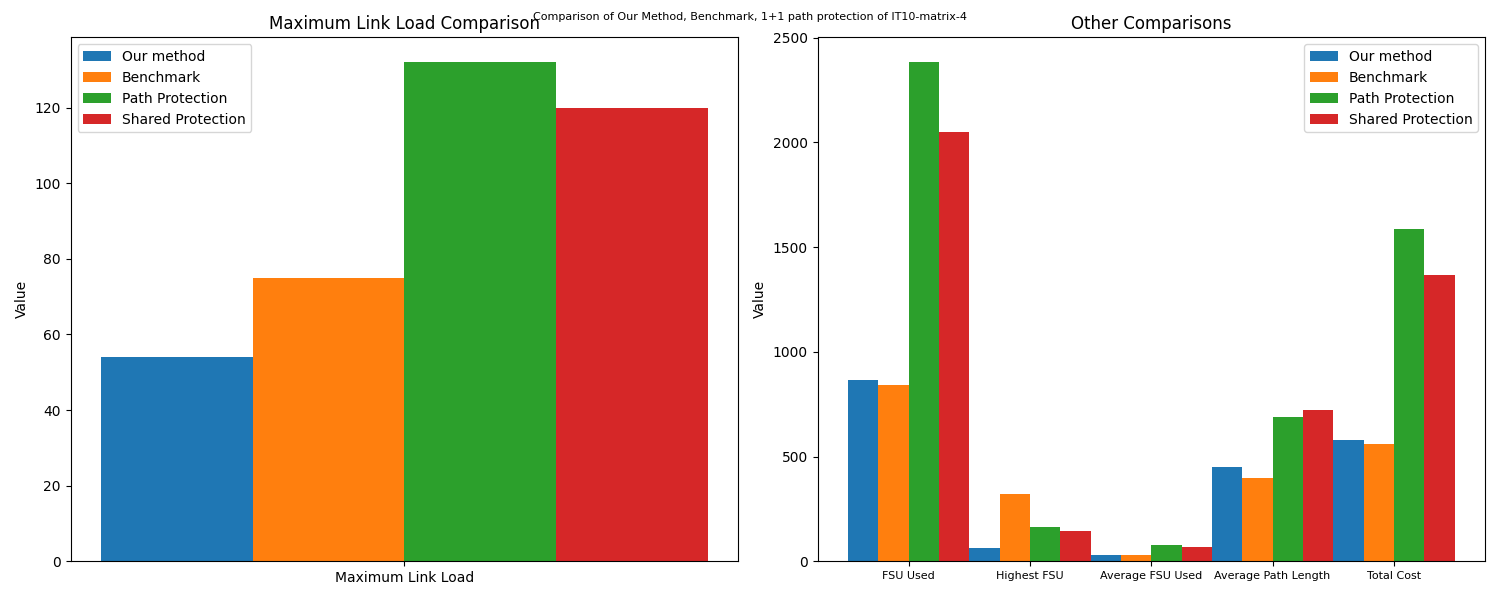 Comparison of Our Method, Benchmark, 1+1 path protection of IT10-matrix-4
Maximum Link Load Comparison
Our method
Benchmark
Path Protection
Shared Protection
Value
120
100
80
60
40
20
0
Maximum Link Load
Other Comparisons
Our method
Benchmark
Path Protection
Shared Protection
Value
2500
2000
1500
1000
500
0
FSU Used
Highest FSU
Average FSU Used
Average Path Length
Total Cost